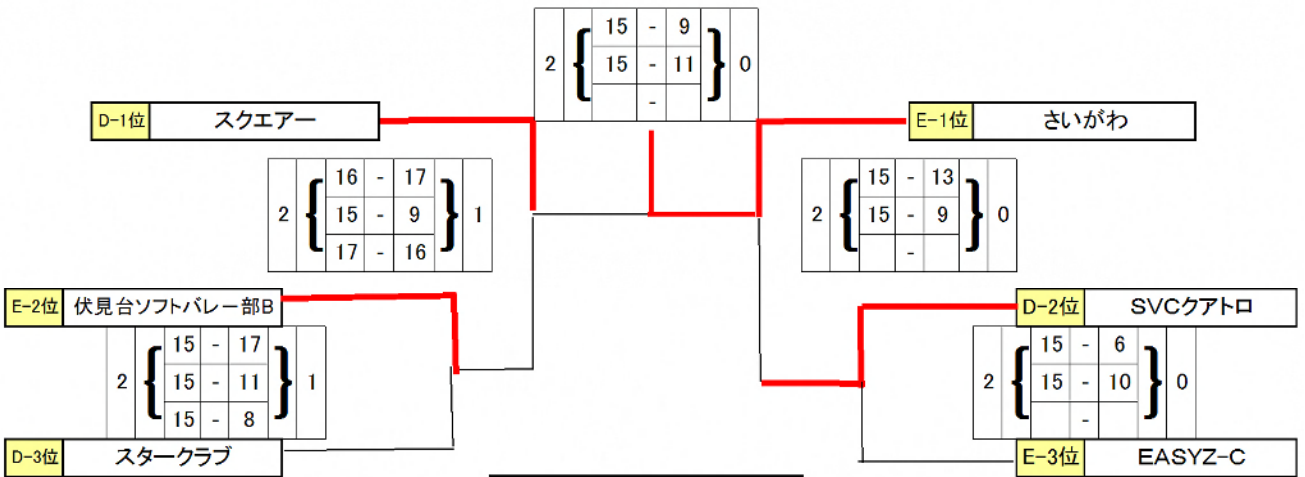 15 - 9
2 { 15 - 11 } 0
-
D-1位 スクエアー
E-1位 さいがわ
16 - 17
2 { 15 - 9 } 1
17 - 16
15 - 13
2 { 15 - 9 } 0
-
E-2位 伏見台ソフトバレー部B
D-2位 SVCクアトロ
15 - 17
2 { 15 - 11 } 1
15 - 8
15 - 6
2 { 15 - 10 } 0
-
D-3位 スタークラブ
E-3位 EASYZ-C